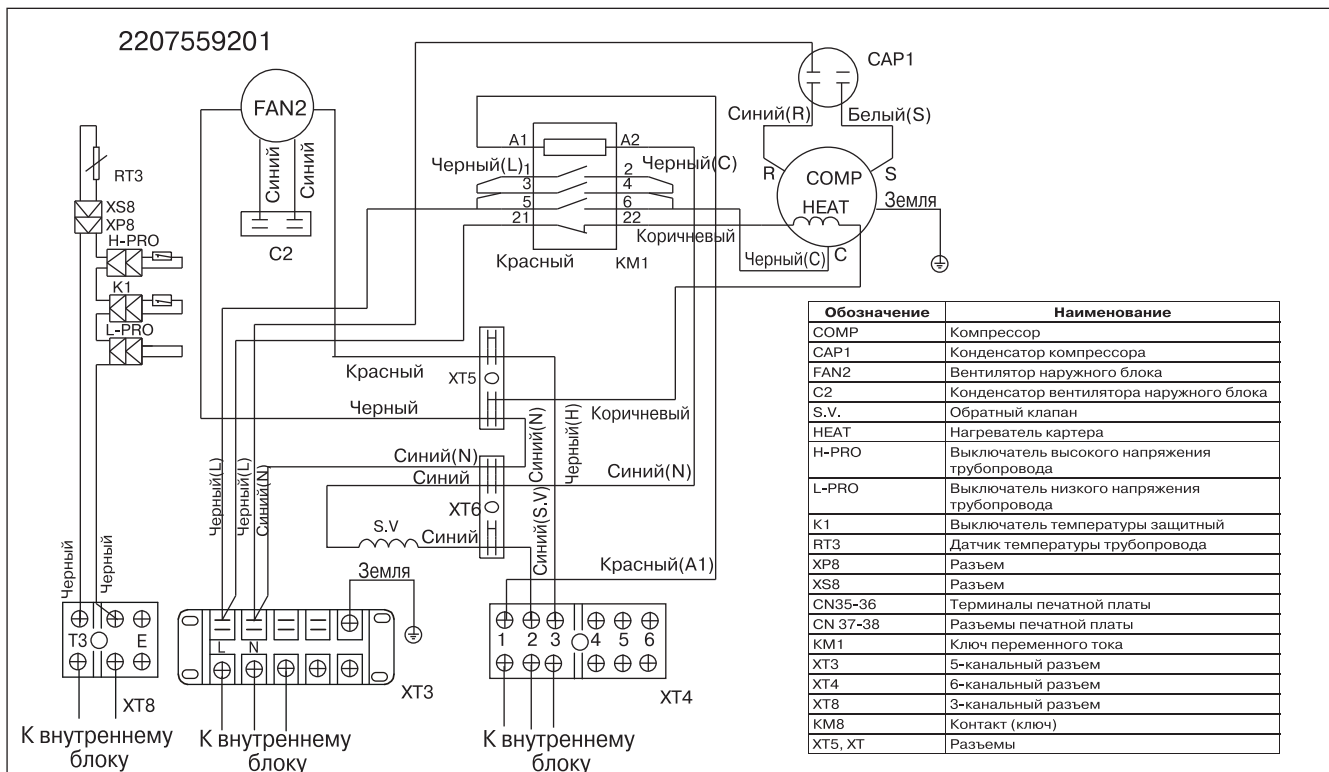 2207559201
FAN2
Синий
Синий
C2
RT3
XS8
XP8
H-PRO
K1
L-PRO
A1
A2
Черный(L)
Черный(C)
1
2
3
4
5
6
21
22
Красный
KM1
Коричневый
CAP1
Синий(R)
Белый(S)
R
S
COMP
HEAT
Земля
Черный(C)
C
Красный
XT5
Черный
Коричневый
Синий(N)
Черный(H)
Синий(N)
Синий
Синий(N)
XT6
S.V
Синий
Синий(S.V)
Красный(A1)
Черный(L)
Черный(L)
Синий(N)
Черный
Черный
Земля
T3
E
XT8
L
N
XT3
1
2
3
4
5
6
XT4
К внутреннему
блоку
К внутреннему
блоку
К внутреннему
блоку
Обозначение Наименование
COMP Компрессор
CAP1 Конденсатор компрессора
FAN2 Вентилятор наружного блока
C2 Конденсатор вентилятора наружного блока
S.V. Обратный клапан
HEAT Нагреватель картера
H-PRO Выключатель высокого напряжения
трубопровода
L-PRO Выключатель низкого напряжения
трубопровода
K1 Выключатель температуры защитный
RT3 Датчик температуры трубопровода
XP8 Разъем
XS8 Разъем
CN35-36 Терминалы печатной платы
CN 37-38 Разъемы печатной платы
KM1 Ключ переменного тока
XT3 5-канальный разъем
XT4 6-канальный разъем
XT8 3-канальный разъем
KM8 Контакт (ключ)
XT5, XT Разъемы